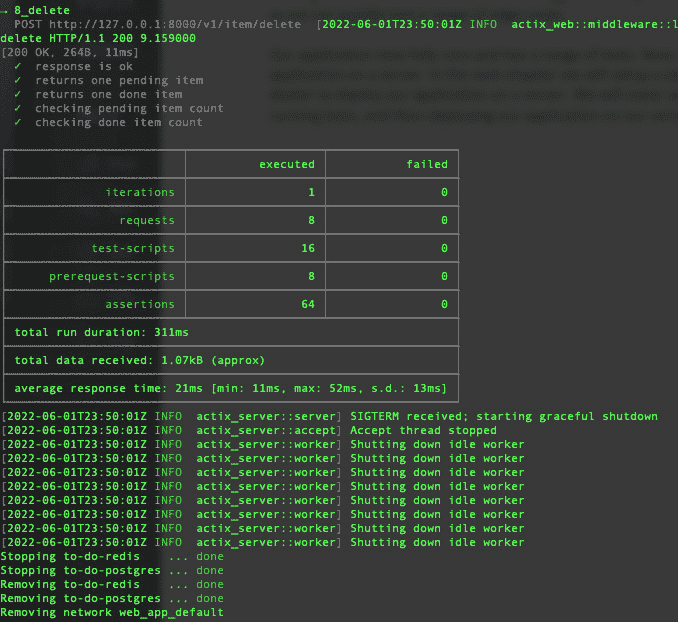 → 8_delete
POST http://127.0.0.1:8000/v1/item/delete [2022-06-01T23:50:01Z INFO actix_web::middleware::l
delete HTTP/1.1 200 9.159000
[200 OK, 264B, 11ms]
✓ response is ok
✓ returns one pending item
✓ returns one done item
✓ checking pending item count
✓ checking done item count
executed failed
iterations 1 0
requests 8 0
test-scripts 16 0
prerequest-scripts 8 0
assertions 64 0
total run duration: 311ms
total data received: 1.07kB (approx)
average response time: 21ms [min: 11ms, max: 52ms, s.d.: 13ms]
[2022-06-01T23:50:01Z INFO actix_server::server] SIGTERM received; starting graceful shutdown
[2022-06-01T23:50:01Z INFO actix_server::accept] Accept thread stopped
[2022-06-01T23:50:01Z INFO actix_server::worker] Shutting down idle worker
[2022-06-01T23:50:01Z INFO actix_server::worker] Shutting down idle worker
[2022-06-01T23:50:01Z INFO actix_server::worker] Shutting down idle worker
[2022-06-01T23:50:01Z INFO actix_server::worker] Shutting down idle worker
[2022-06-01T23:50:01Z INFO actix_server::worker] Shutting down idle worker
[2022-06-01T23:50:01Z INFO actix_server::worker] Shutting down idle worker
[2022-06-01T23:50:01Z INFO actix_server::worker] Shutting down idle worker
[2022-06-01T23:50:01Z INFO actix_server::worker] Shutting down idle worker
Stopping to-do-redis ... done
Stopping to-do-postgres ... done
Removing to-do-redis ... done
Removing to-do-postgres ... done
Removing network web_app_default